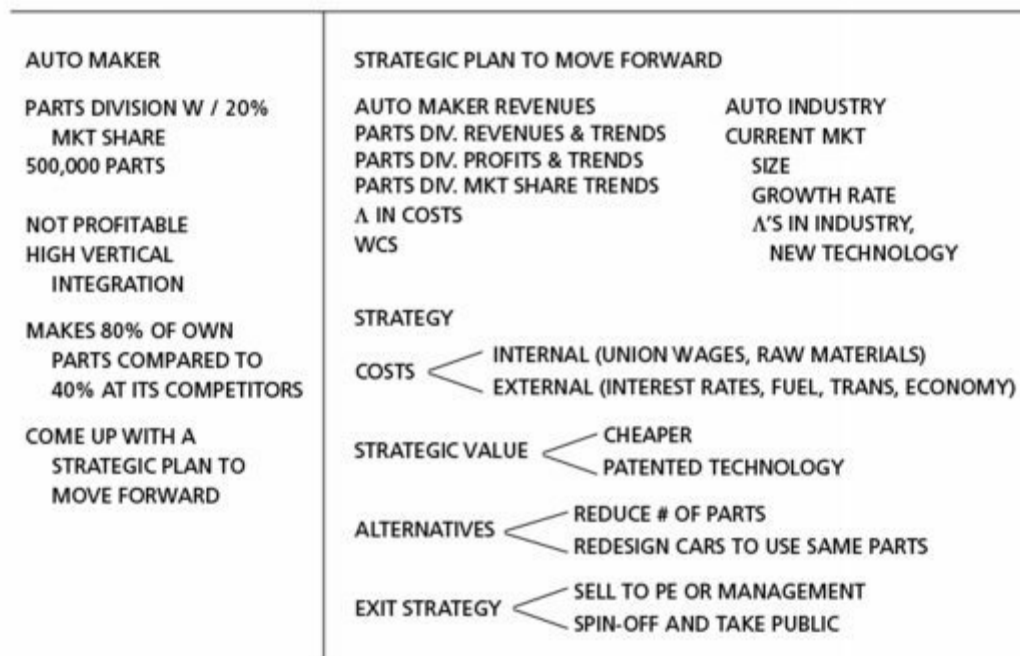 AUTO MAKER
PARTS DIVISION W / 20%
MKT SHARE
500,000 PARTS
NOT PROFITABLE
HIGH VERTICAL
INTEGRATION
MAKES 80% OF OWN
PARTS COMPARED TO
40% AT ITS COMPETITORS
COME UP WITH A
STRATEGIC PLAN TO
MOVE FORWARD
STRATEGIC PLAN TO MOVE FORWARD
AUTO MAKER REVENUES
PARTS DIV. REVENUES & TRENDS
PARTS DIV. PROFITS & TRENDS
PARTS DIV. MKT SHARE TRENDS
Λ IN COSTS
WCS
AUTO INDUSTRY
CURRENT MKT
SIZE
GROWTH RATE
Λ'S IN INDUSTRY,
NEW TECHNOLOGY
STRATEGY
COSTS
INTERNAL (UNION WAGES, RAW MATERIALS)
EXTERNAL (INTEREST RATES, FUEL, TRANS, ECONOMY)
STRATEGIC VALUE
CHEAPER
PATENTED TECHNOLOGY
ALTERNATIVES
REDUCE # OF PARTS
REDESIGN CARS TO USE SAME PARTS
EXIT STRATEGY
SELL TO PE OR MANAGEMENT
SPIN-OFF AND TAKE PUBLIC